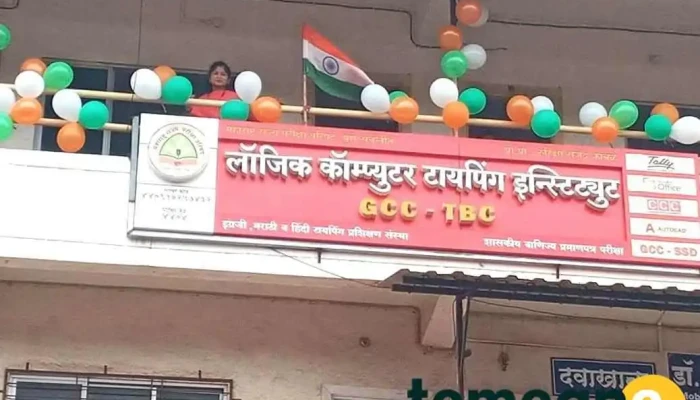 लॉजिक कॉम्प्युटर टायपिंग इन्स्टिट्युट
GCC - TBC
इंग्रजी, मराठी व हिंदी टायपिंग प्रशिक्षण संस्था
शासकीय वाणिज्य प्रमाणपत्र परीक्षा
Tally
Office
CCC
AUTOCAD
GCC - SSD
दवाखाना
डॉ.